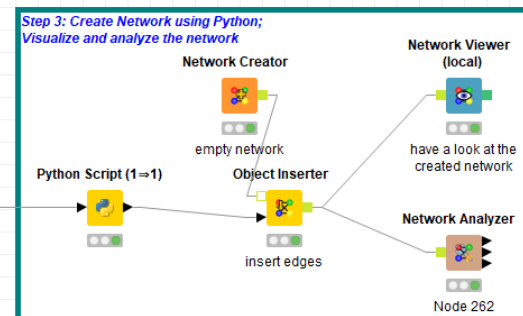 Step 3: Create Network using Python;
Visualize and analyze the network
Network Creator
empty network
Network Viewer
(local)
have a look at the
created network
Python Script (1⇒1)
Object Inserter
insert edges
Network Analyzer
Node 262